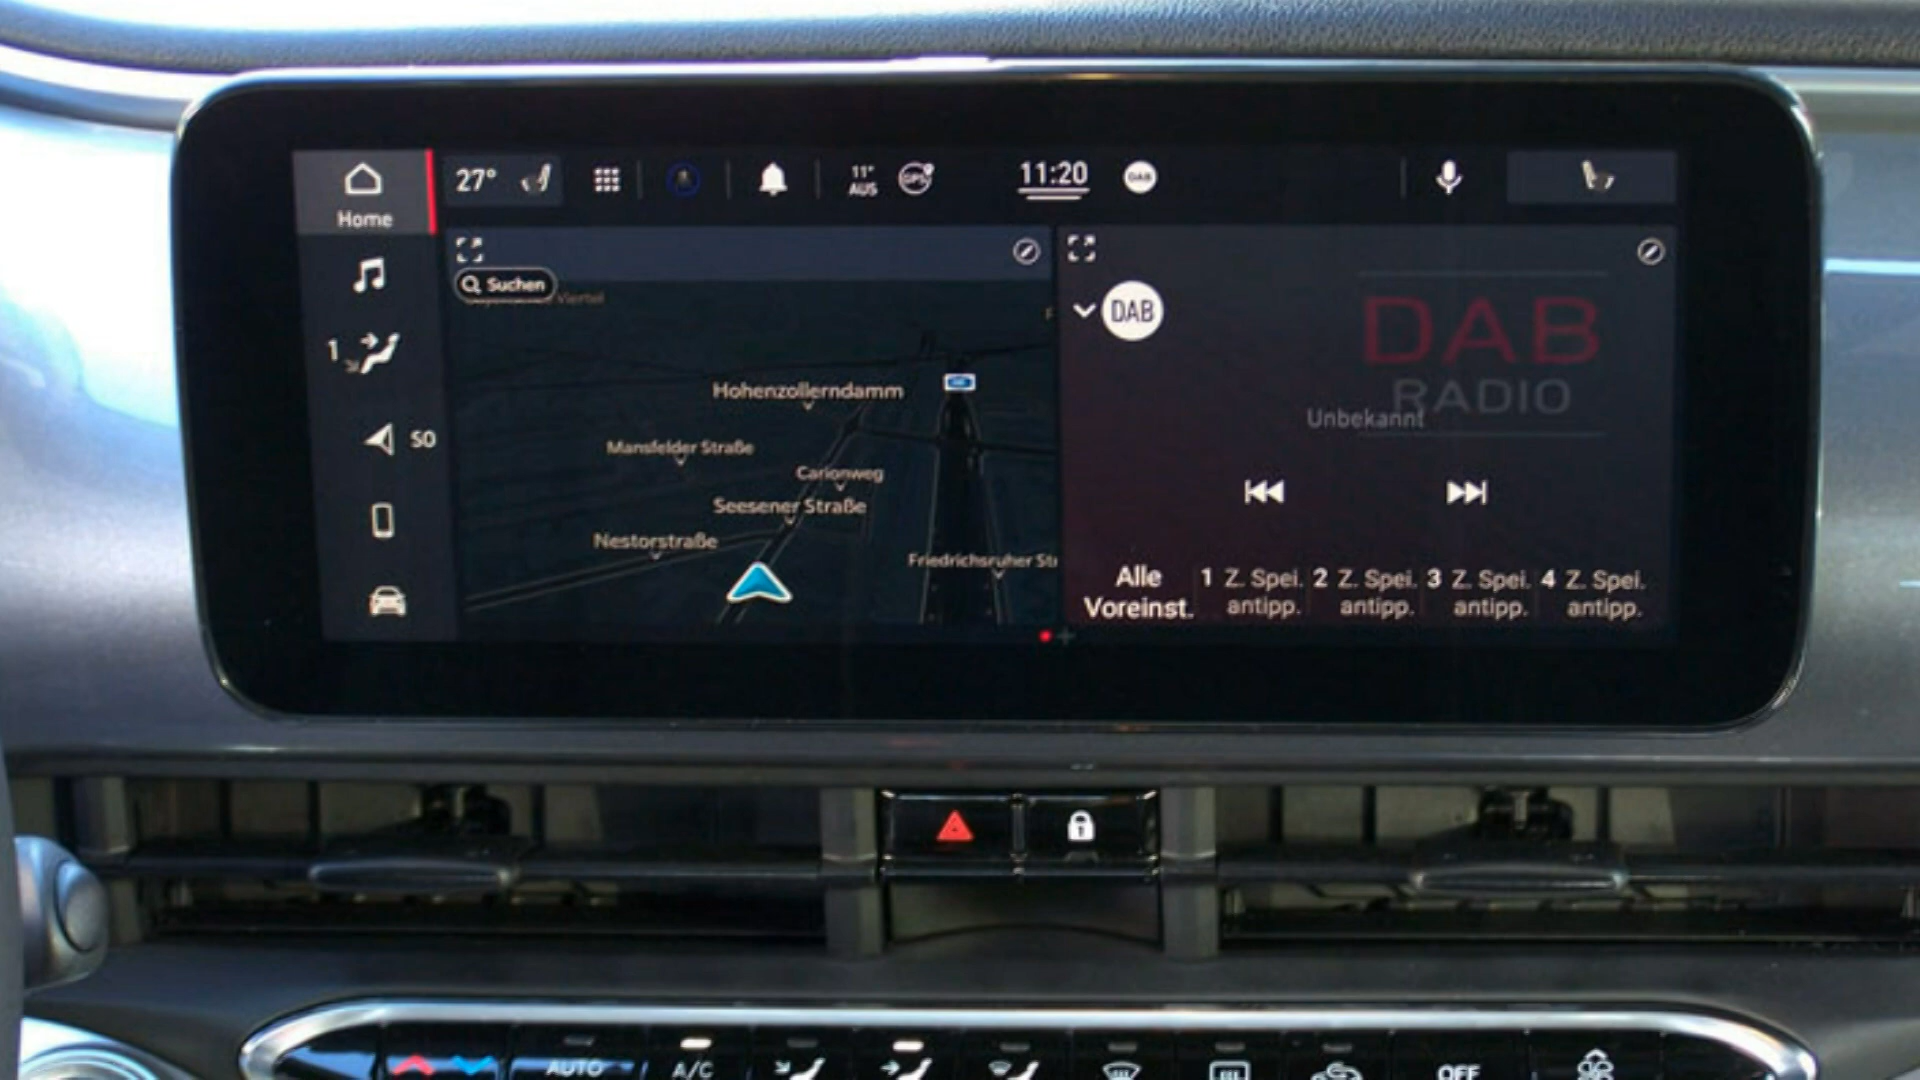 27°
11°
AUS
GPS
11:20
DAB
Home
Suchen
Viertel
DAB
DAB
RADIO
1
Unbekannt
Hohenzollerndamm
SO
Mansfelder Straße
Carionweg
Seesener Straße
Nestorstraße
Friedrichsruher
Alle
Voreinst.
1 Z. Spei.
antipp.
2 Z. Spei.
antipp.
3 Z. Spei.
antipp.
4 Z. Spei.
antipp.
AUTO
A/C
OFF